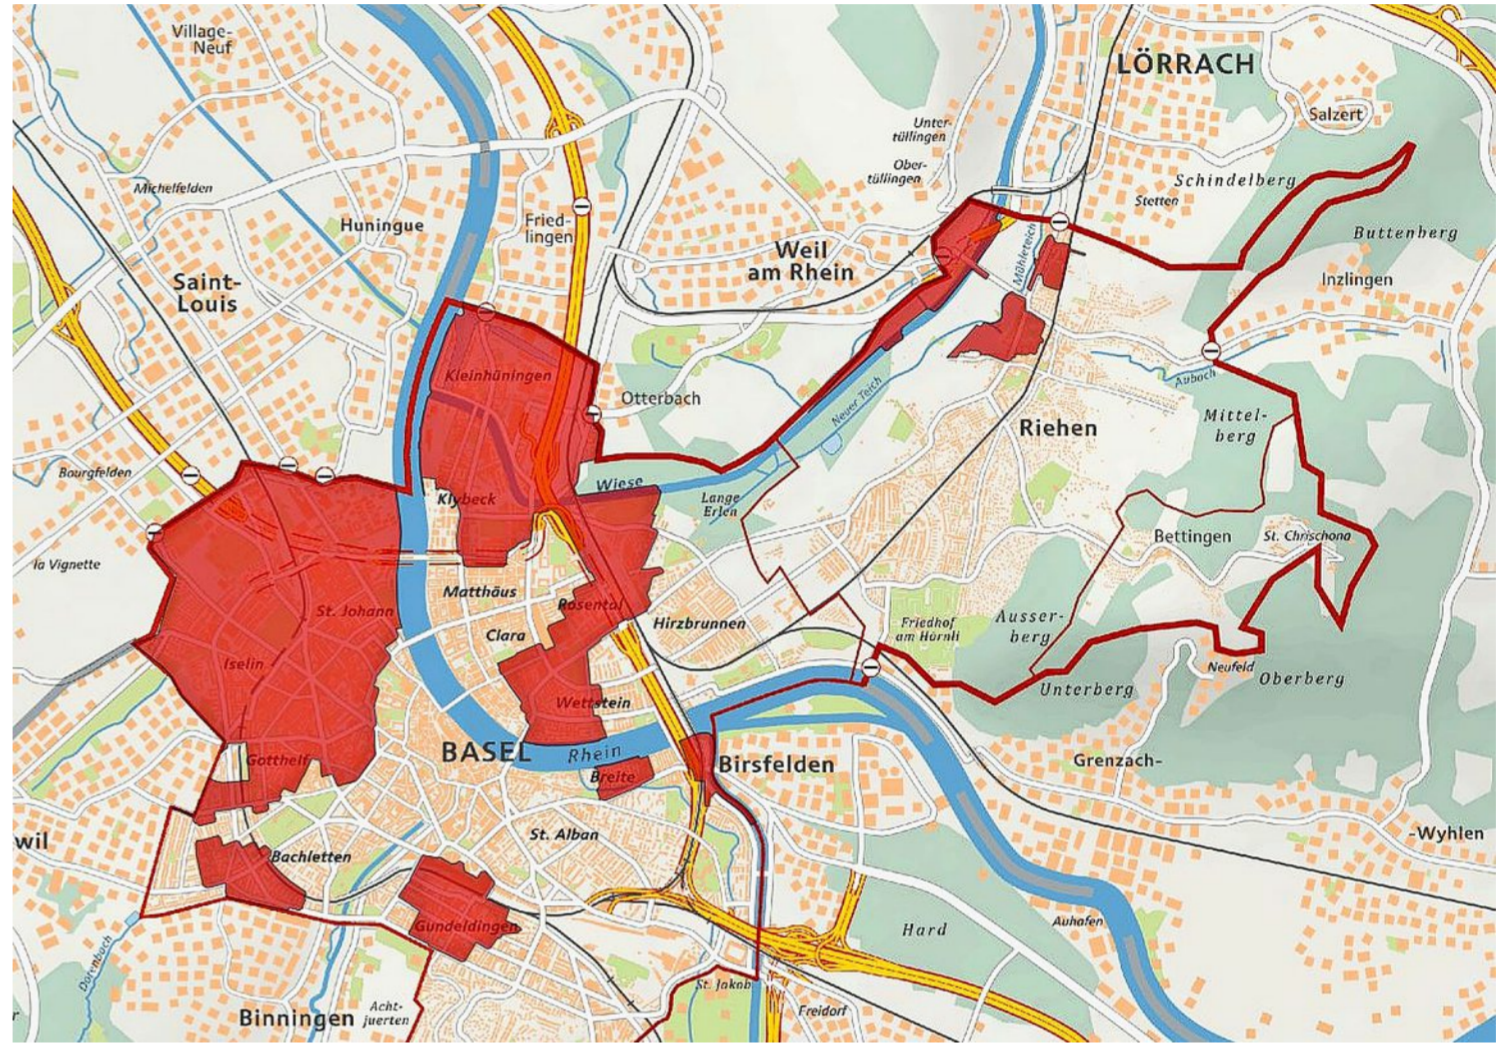 Village-
Neuf
LÖRRACH
Salzert
Unter-
tüllingen
Ober-
tüllingen
Schindelberg
Stetten
Michelfelden
Huningue
Fried-
lingen
Weil
am Rhein
Mühleteich
Buttenberg
Inzlingen
Saint-
Louis
Kleinhüningen
Otterbach
Neuer Teich
Aubach
Mittel-
berg
Riehen
Bourgfelden
Klybeck
Wiese
Lange
Erlen
Bettingen
St. Chrischona
la Vignette
Matthäus
St. Johann
Rosental
Clara
Hirzbrunnen
Friedhof
am Hörnli
Ausser-
berg
Iselin
Neufeld
Oberberg
Unterberg
Wettstein
BASEL
Rhein
Gotthelf
Breite
Birsfelden
Grenzach-
-Wyhlen
wil
St. Alban
Bachletten
Gundeldingen
Hard
Auhafen
Dorenbach
St. Jakob
Binningen
Acht-
juerten
Freidorf
r